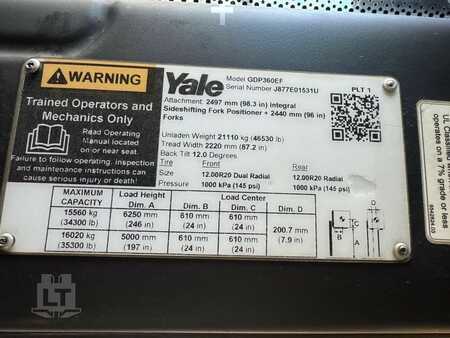 WARNING
Trained Operators and
Mechanics Only
Read Operating
Manual located
on or near seat.
Failure to follow operating, inspection
and maintenance instructions can
cause serious injury or death!
Yale
Model GDP360EF
Serial Number J877E01531U
PLT 1
Attachment: 2497 mm (98.3 in) Integral
Sideshifting Fork Positioner + 2440 mm (96 in)
Forks
Unladen Weight 21110 kg (46530 lb)
Tread Width 2220 mm (87.2 in)
Back Tilt 12.0 Degrees
Tire Front Rear
Size 12.00R20 Dual Radial 12.00R20 Radial
Pressure 1000 kPa (145 psi) 1000 kPa (145 psi)
MAXIMUM CAPACITY Load Height Dim. A Load Center Dim. B Dim. C Dim. D
15560 kg 6250 mm 610 mm 610 mm
(34300 lb) (246 in) (24 in) (24 in)
200.7 mm
(7.9 in)
16020 kg 5000 mm 610 mm 610 mm
(35300 lb) (197 in) (24 in) (24 in)
D
C
B
A
UL Classified
operates on a 7% grade or less
LT